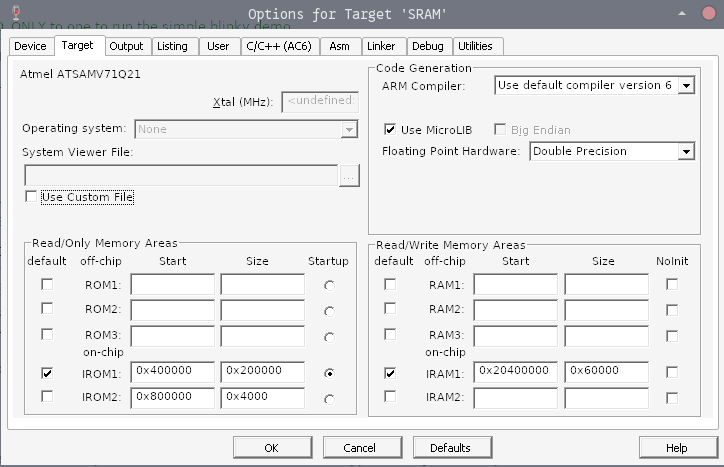 O ONLY to one to run the simple blinky demo
Options for Target 'SRAM'
Device Target Output Listing User C/C++ (AC6) Asm Linker Debug Utilities
Atmel ATSAMV71Q21
Xtal (MHz): <undefined:
Operating system: None
System Viewer File:
...
Use Custom File
Code Generation
ARM Compiler: Use default compiler version 6
Use MicroLIB Big Endian
Floating Point Hardware: Double Precision
Read/Only Memory Areas
default off-chip Start Size Startup
ROM1:
ROM2:
ROM3:
on-chip
IROM1: 0x400000 0x200000
IROM2: 0x800000 0x4000
Read/Write Memory Areas
default off-chip Start Size NoInit
RAM1:
RAM2:
RAM3:
on-chip
IRAM1: 0x20400000 0x60000
IRAM2:
OK Cancel Defaults Help